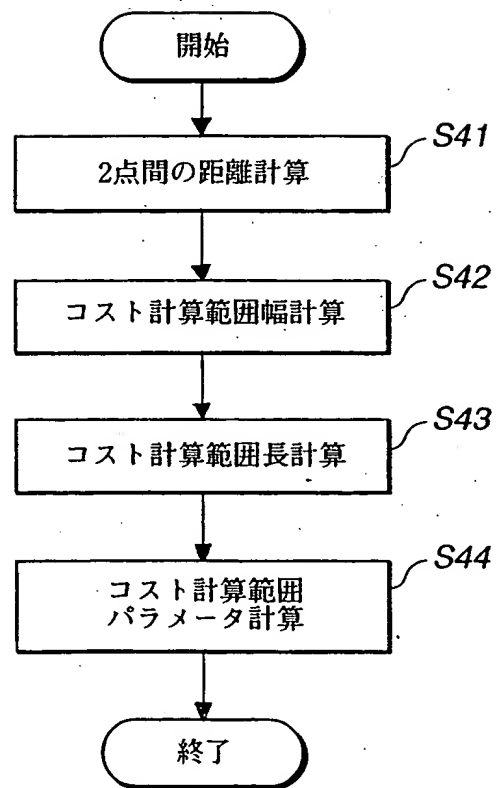 開始
S41
2点間の距離計算
S42
コスト計算範囲幅計算
S43
コスト計算範囲長計算
S44
コスト計算範囲
パラメータ計算
終了